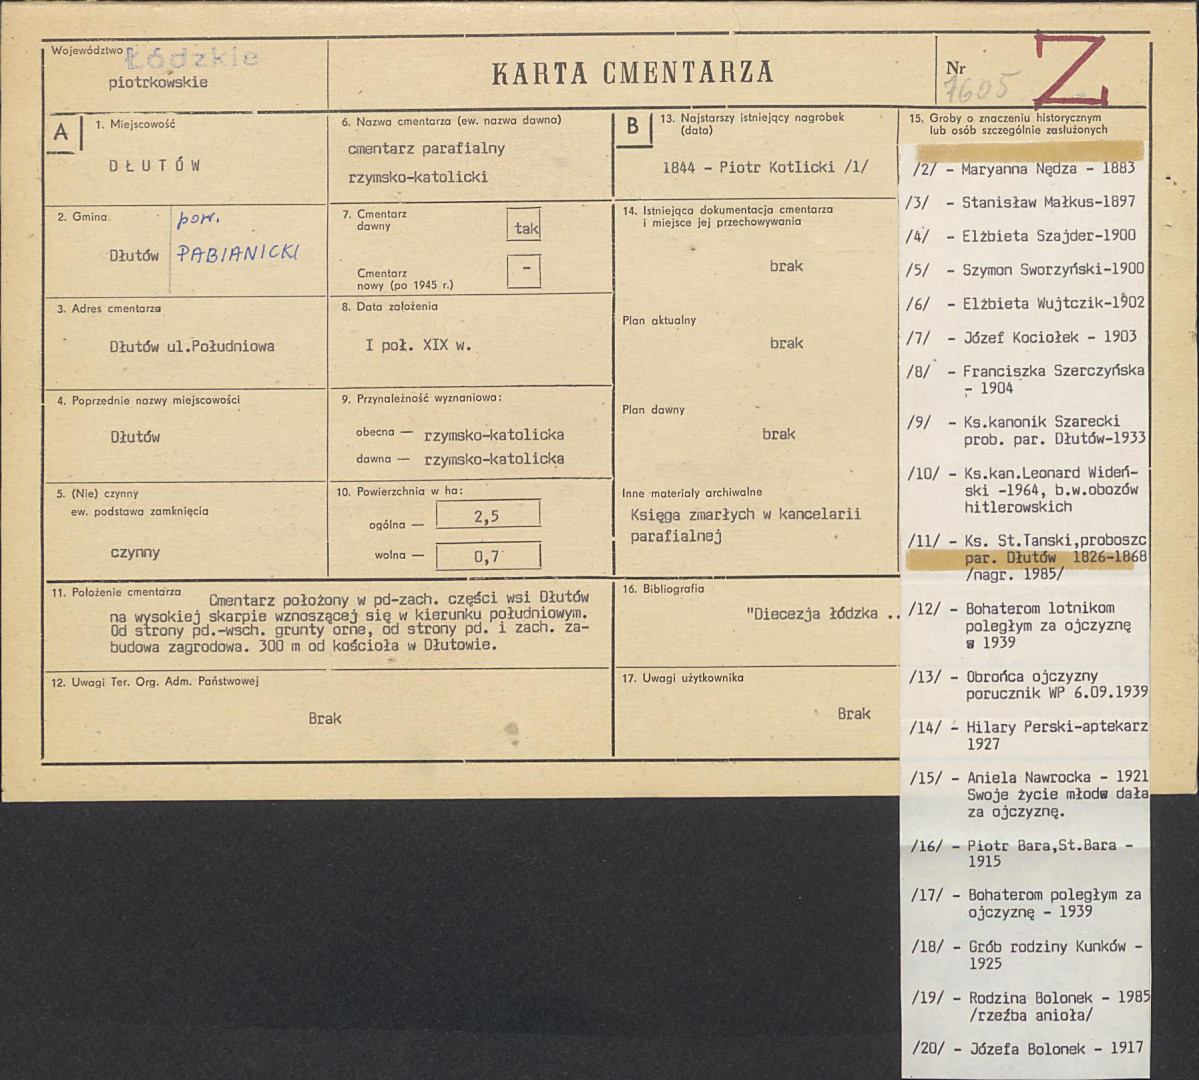 Województwo
Łódzkie
piotrkowskie
KARTA CMENTARZA
Nr
1605
Z
A
1. Miejscowość
DŁUTÓW
2. Gmina
Dłutów
pow.
PABIANICKI
3. Adres cmentarza
Dłutów ul.Południowa
4. Poprzednie nazwy miejscowości
Dłutów
5. (Nie) czynny
ew. podstawa zamknięcia
czynny
6. Nazwa cmentarza (ew. nazwa dawna)
cmentarz parafialny
rzymsko-katolicki
7. Cmentarz
dawny
tak
Cmentarz
nowy (po 1945 r.)
-
8. Data założenia
I poł. XIX w.
9. Przynależność wyznaniowa:
obecna — rzymsko-katolicka
dawna — rzymsko-katolicka
10. Powierzchnia w ha:
ogólna — 2,5
wolna — 0,7
11. Położenie cmentarza
Cmentarz położony w pd-zach. części wsi Dłutów
na wysokiej skarpie wznoszącej się w kierunku południowym.
Od strony pd.-wsch. grunty orne, od strony pd. i zach. za-
budowa zagrodowa. 300 m od kościoła w Dłutowie.
12. Uwagi Ter. Org. Adm. Państwowej
Brak
B
13. Najstarszy istniejący nagrobek
(data)
1844 - Piotr Kotlicki /1/
14. Istniejąca dokumentacja cmentarza
i miejsce jej przechowywania
brak
Plan aktualny
brak
Plan dawny
brak
Inne materiały archiwalne
Księga zmarłych w kancelarii
parafialnej
16. Bibliografia
"Diecezja łódzka ..
17. Uwagi użytkownika
Brak
15. Groby o znaczeniu historycznym
lub osób szczególnie zasłużonych
/2/ - Maryanna Nędza - 1883
/3/ - Stanisław Małkus-1897
/4/ - Elżbieta Szajder-1900
/5/ - Szymon Sworzyński-1900
/6/ - Elżbieta Wujtczik-1902
/7/ - Józef Kociołek - 1903
/8/ - Franciszka Szerczyńska
- 1904
/9/ - Ks.kanonik Szarecki
prob. par. Dłutów-1933
/10/ - Ks.kan.Leonard Wideń-
ski -1964, b.w.obozów
hitlerowskich
/11/ - Ks. St.Tanski,proboszc
par. Dłutów 1826-1868
/nagr. 1985/
/12/ - Bohaterom lotnikom
poległym za ojczyznę
w 1939
/13/ - Obrońca ojczyzny
porucznik WP 6.09.1939
/14/ - Hilary Perski-aptekarz
1927
/15/ - Aniela Nawrocka - 1921
Swoje życie młode dała
za ojczyznę.
/16/ - Piotr Bara,St.Bara -
1915
/17/ - Bohaterom poległym za
ojczyznę - 1939
/18/ - Grób rodziny Kunków -
1925
/19/ - Rodzina Bolonek - 1985
/rzeźba anioła/
/20/ - Józefa Bolonek - 1917